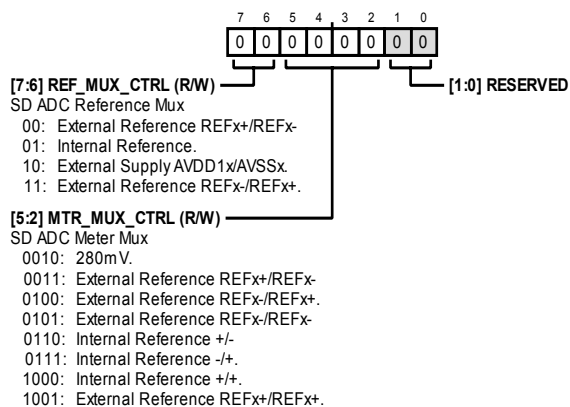 7 6 5 4 3 2 1 0
0 0 0 0 0 0 0 0
[7:6] REF_MUX_CTRL (R/W)
[1:0] RESERVED
SD ADC Reference Mux
00: External Reference REFx+/REFx-
01: Internal Reference.
10: External Supply AVDD1x/AVSSx.
11: External Reference REFx-/REFx+.
[5:2] MTR_MUX_CTRL (R/W)
SD ADC Meter Mux
0010: 280mV.
0011: External Reference REFx+/REFx-
0100: External Reference REFx-/REFx+.
0101: External Reference REFx-/REFx-
0110: Internal Reference +/-
0111: Internal Reference -/+.
1000: Internal Reference +/+.
1001: External Reference REFx+/REFx+.